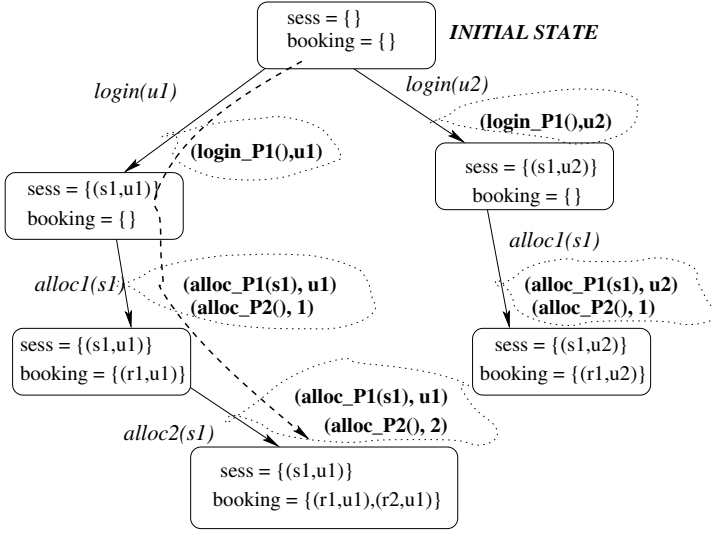 sess = {}
booking = {}
INITIAL STATE
login(u1)
login(u2)
(login_P1(),u1)
(login_P1(),u2)
sess = {(s1,u1)}
booking = {}
sess = {(s1,u2)}
booking = {}
alloc1(s1)
(alloc_P1(s1), u1)
(alloc_P2(), 1)
alloc1(s1)
(alloc_P1(s1), u2)
(alloc_P2(), 1)
sess = {(s1,u1)}
booking = {(r1,u1)}
sess = {(s1,u2)}
booking = {(r1,u2)}
(alloc_P1(s1), u1)
(alloc_P2(), 2)
alloc2(s1)
sess = {(s1,u1)}
booking = {(r1,u1),(r2,u1)}